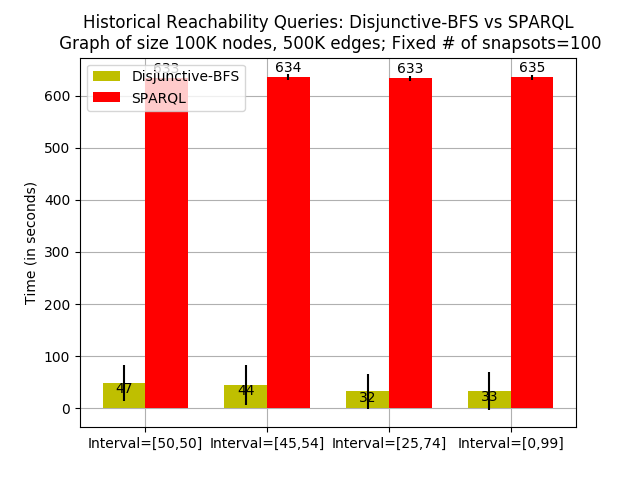 Historical Reachability Queries: Disjunctive-BFS vs SPARQL
Graph of size 100K nodes, 500K edges; Fixed # of snapsots=100
Disjunctive-BFS
SPARQL
633
634
633
635
600
500
400
300
200
100
0
Time (in seconds)
47
44
32
33
Interval=[50,50]
Interval=[45,54]
Interval=[25,74]
Interval=[0,99]